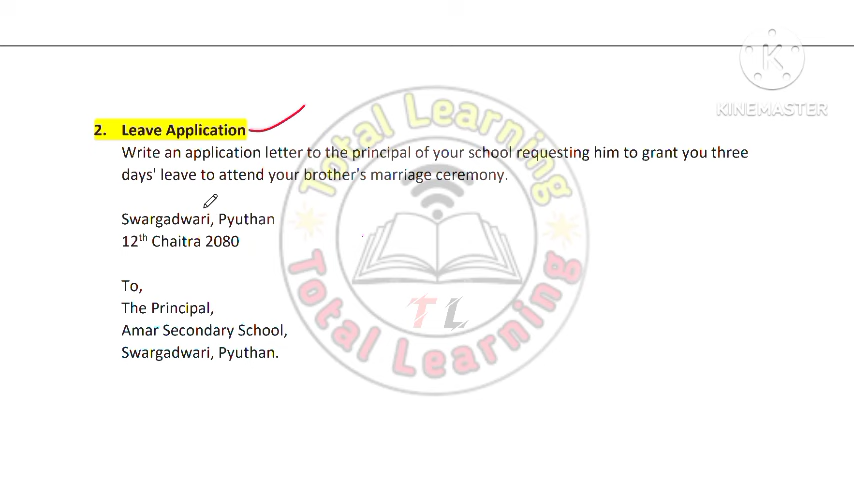 KINEMASTER
2. Leave Application
Write an application letter to the principal of your school requesting him to grant you three
days' leave to attend your brother's marriage ceremony.
Swargadwari, Pyuthan
12th Chaitra 2080
To,
The Principal,
Amar Secondary School,
Swargadwari, Pyuthan.
Total Learning
TL
Total Learning